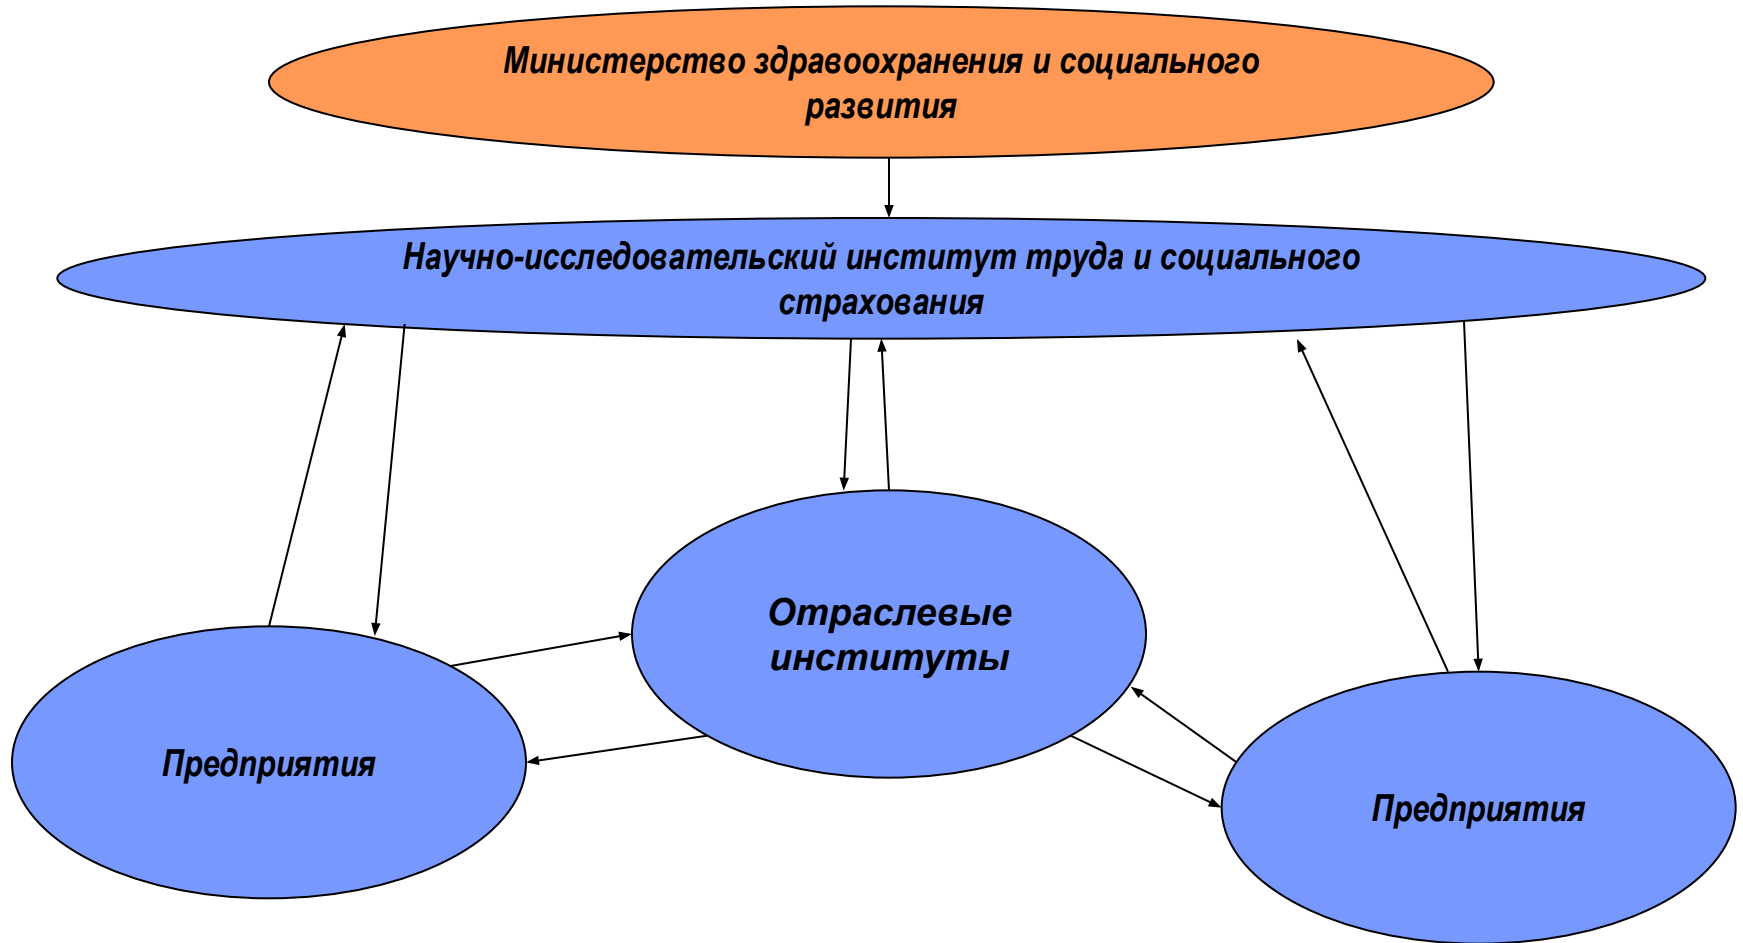 Министерство здравоохранения и социального
развития
Научно-исследовательский институт труда и социального
страхования
Отраслевые
институты
Предприятия
Предприятия